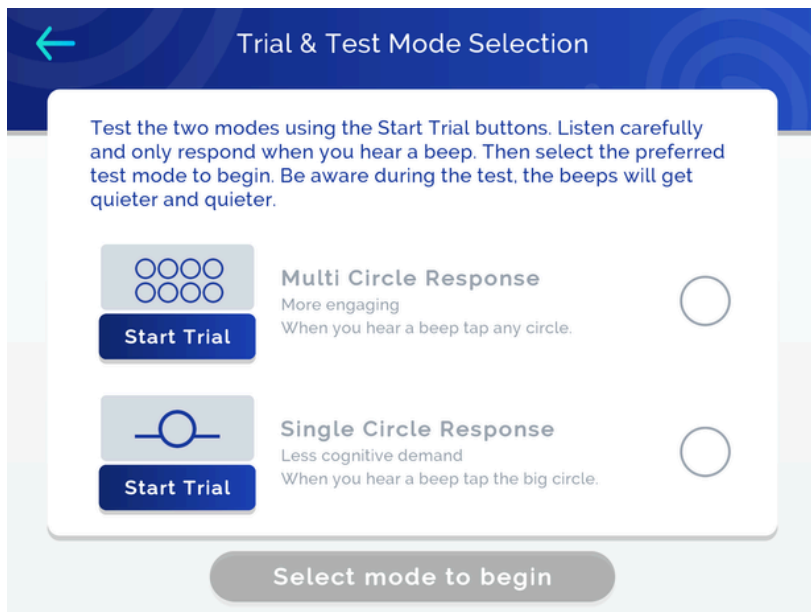 Trial & Test Mode Selection
Test the two modes using the Start Trial buttons. Listen carefully
and only respond when you hear a beep. Then select the preferred
test mode to begin. Be aware during the test, the beeps will get
quieter and quieter.
Multi Circle Response
More engaging
When you hear a beep tap any circle.
Start Trial
Single Circle Response
Less cognitive demand
When you hear a beep tap the big circle.
Start Trial
Select mode to begin